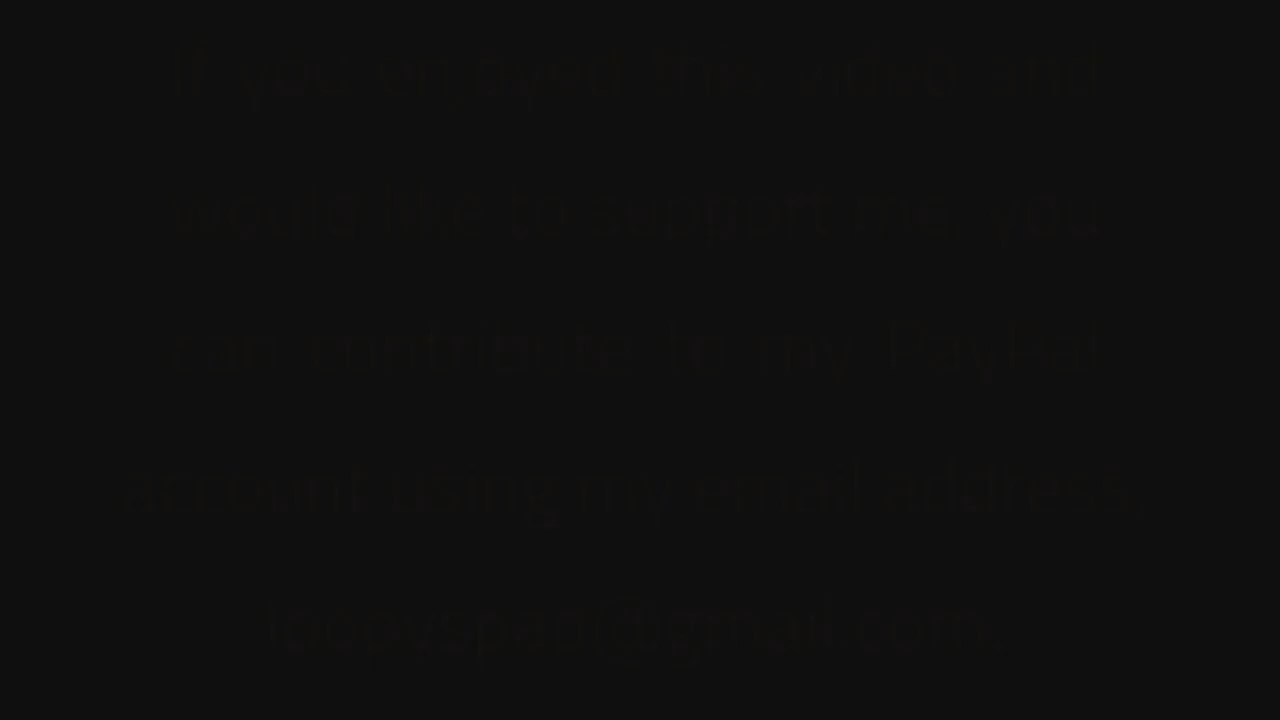 If you enjoyed this video and
would like to support me, you
can contribute to my PayPal
account using my email address,